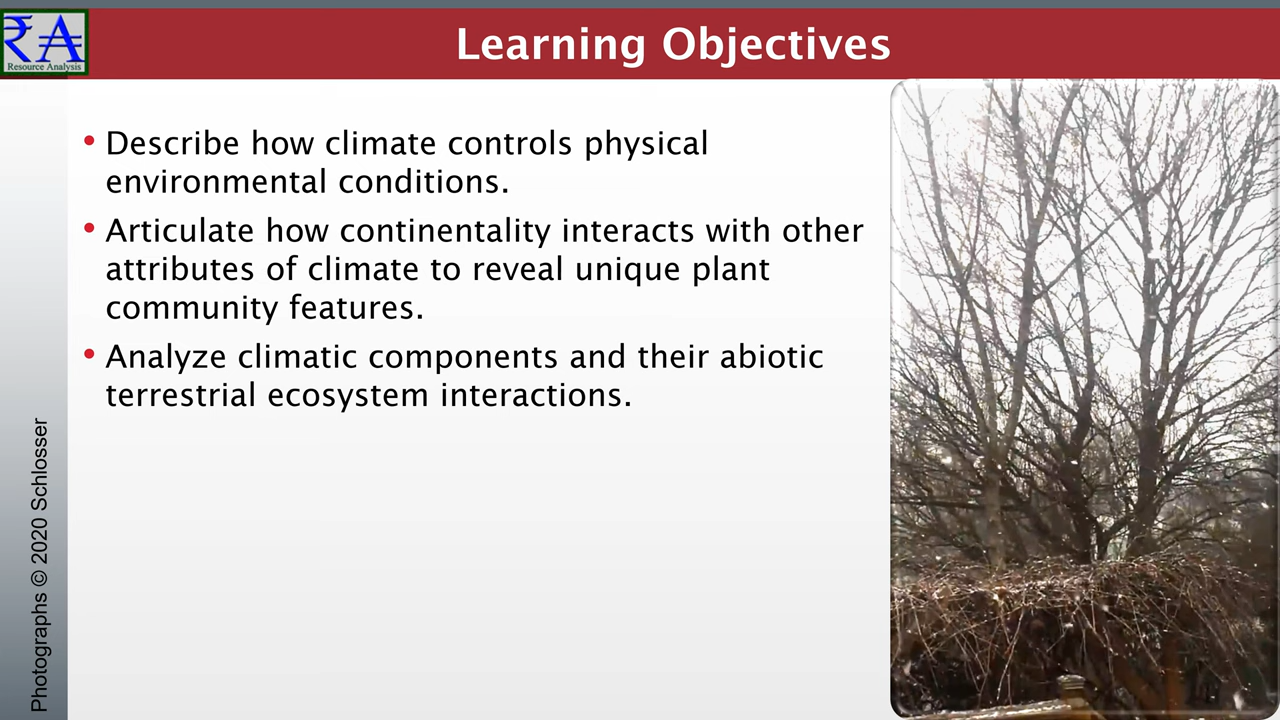 Learning Objectives
₹A
Resource Analysis
• Describe how climate controls physical
environmental conditions.
• Articulate how continentality interacts with other
attributes of climate to reveal unique plant
community features.
• Analyze climatic components and their abiotic
terrestrial ecosystem interactions.
Photographs © 2020 Schlosser